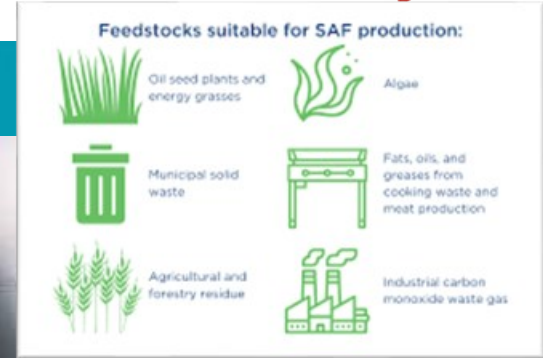 Feedstocks suitable for SAF production:
Oil seed plants and
energy grasses
Algae
Municipal solid
waste
Fats, oils, and
greases from
cooking waste and
meat production
Agricultural and
forestry residue
Industrial carbon
monoxide waste gas